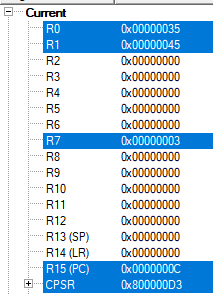 Current
R0 0x00000035
R1 0x00000045
R2 0x00000000
R3 0x00000000
R4 0x00000000
R5 0x00000000
R6 0x00000000
R7 0x00000003
R8 0x00000000
R9 0x00000000
R10 0x00000000
R11 0x00000000
R12 0x00000000
R13 (SP) 0x00000000
R14 (LR) 0x00000000
R15 (PC) 0x0000000C
CPSR 0x800000D3